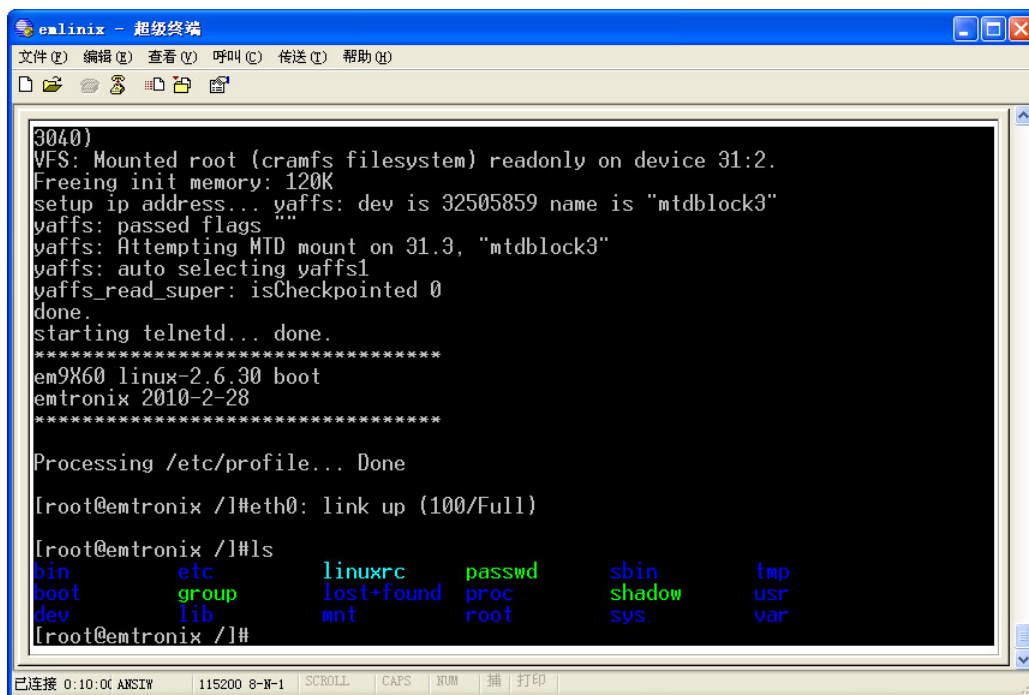 emlinix - 超级终端
文件(F) 编辑(E) 查看(V) 呼叫(C) 传送(T) 帮助(H)
3040)
VFS: Mounted root (cramfs filesystem) readonly on device 31:2.
Freeing init memory: 120K
setup ip address... yaffs: dev is 32505859 name is "mtdblock3"
yaffs: passed flags ""
yaffs: Attempting MTD mount on 31.3, "mtdblock3"
yaffs: auto selecting yaffs1
yaffs_read_super: isCheckpointed 0
done.
starting telnetd... done.
**********************************
em9X60 linux-2.6.30 boot
emtronix 2010-2-28
**********************************
Processing /etc/profile... Done
[root@emtronix /]#eth0: link up (100/Full)
[root@emtronix /]#ls
bin etc linuxrc passwd sbin tmp
boot group lost+found proc shadow usr
dev lib mnt root sys var
[root@emtronix /]#
已连接 0:10:00 ANSIW 115200 8-N-1 SCROLL CAPS NUM 捕 打印